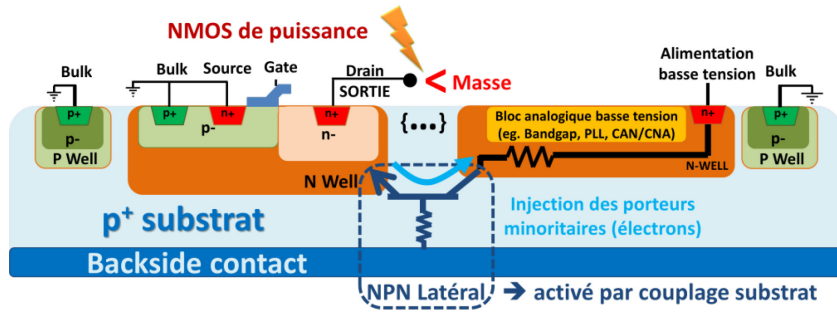 NMOS de puissance
Bulk
Bulk
Source
Gate
Drain
SORTIE
< Masse
Alimentation
basse tension
Bulk
p+
p-
P Well
p+
n+
p-
n+
n-
{...}
Bloc analogique basse tension
(eg. Bandgap, PLL, CAN/CNA)
n+
N-WELL
p+
p-
P Well
N Well
p+ substrat
Injection des porteurs
minoritaires (électrons)
Backside contact
NPN Latéral → activé par couplage substrat